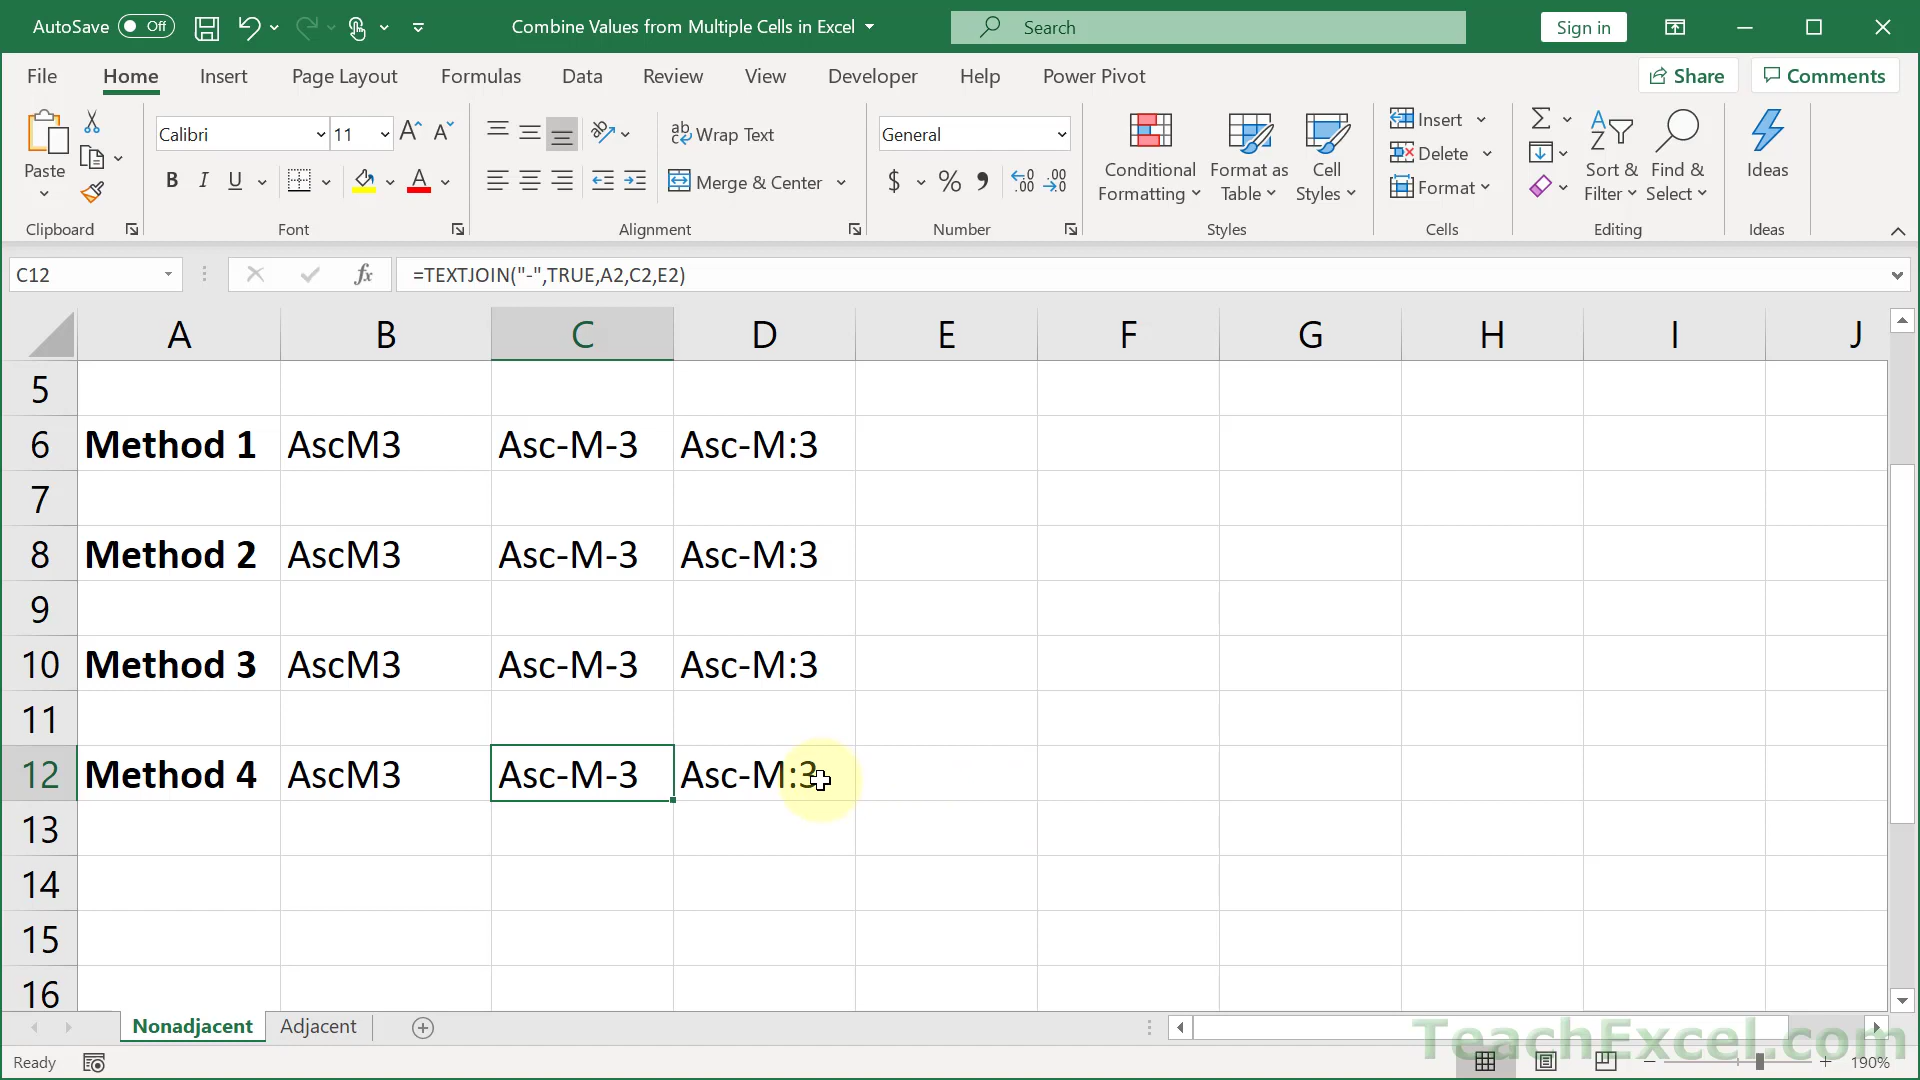 AutoSave Off Combine Values from Multiple Cells in Excel Search Sign in
File Home Insert Page Layout Formulas Data Review View Developer Help Power Pivot Share Comments
Paste
Clipboard
Calibri 11
B I U
Font
ab Wrap Text
Merge & Center
Alignment
General
$ % , .00
Number
Conditional Formatting
Format as Table
Cell Styles
Styles
Insert
Delete
Format
Cells
Sort & Filter
Find & Select
Editing
Ideas
Ideas
C12 fx =TEXTJOIN("-",TRUE,A2,C2,E2)
A B C D E F G H I J
5
6 Method 1 AscM3 Asc-M-3 Asc-M:3
7
8 Method 2 AscM3 Asc-M-3 Asc-M:3
9
10 Method 3 AscM3 Asc-M-3 Asc-M:3
11
12 Method 4 AscM3 Asc-M-3 Asc-M:3
13
14
15
16
Nonadjacent Adjacent
TeachExcel.com
Ready 190%